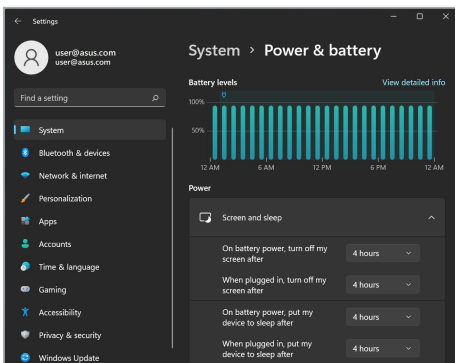 Settings
user@asus.com
user@asus.com
Find a setting
System
Bluetooth & devices
Network & internet
Personalization
Apps
Accounts
Time & language
Gaming
Accessibility
Privacy & security
Windows Update
System > Power & battery
Battery levels
View detailed info
100%
50%
12 AM 6 AM 12 PM 6 PM 12 AM
Power
Screen and sleep
On battery power, turn off my
screen after
4 hours
When plugged in, turn off my
screen after
4 hours
On battery power, put my
device to sleep after
4 hours
When plugged in, put my
device to sleep after
4 hours